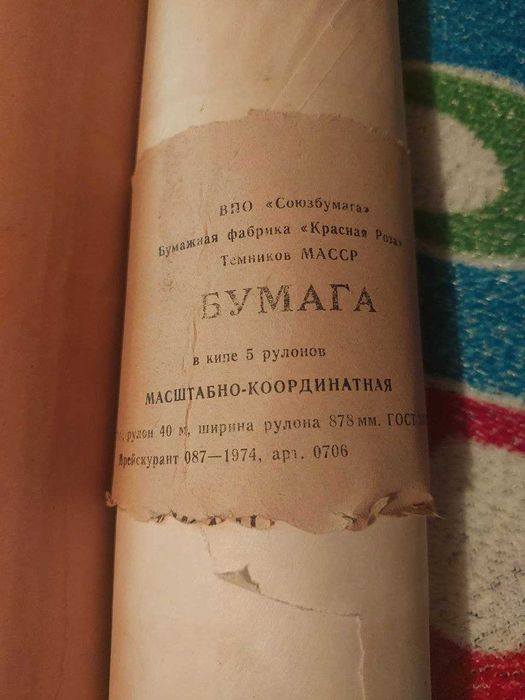 ВПО «Союзбумага»
Бумажная фабрика «Красная Роза»
Темников МАССР
БУМАГА
в кипе 5 рулонов
МАСШТАБНО-КООРДИНАТНАЯ
рулон 40 м, ширина рулона 878 мм. ГОСТ
Прейскурант 087—1974, арт. 0706